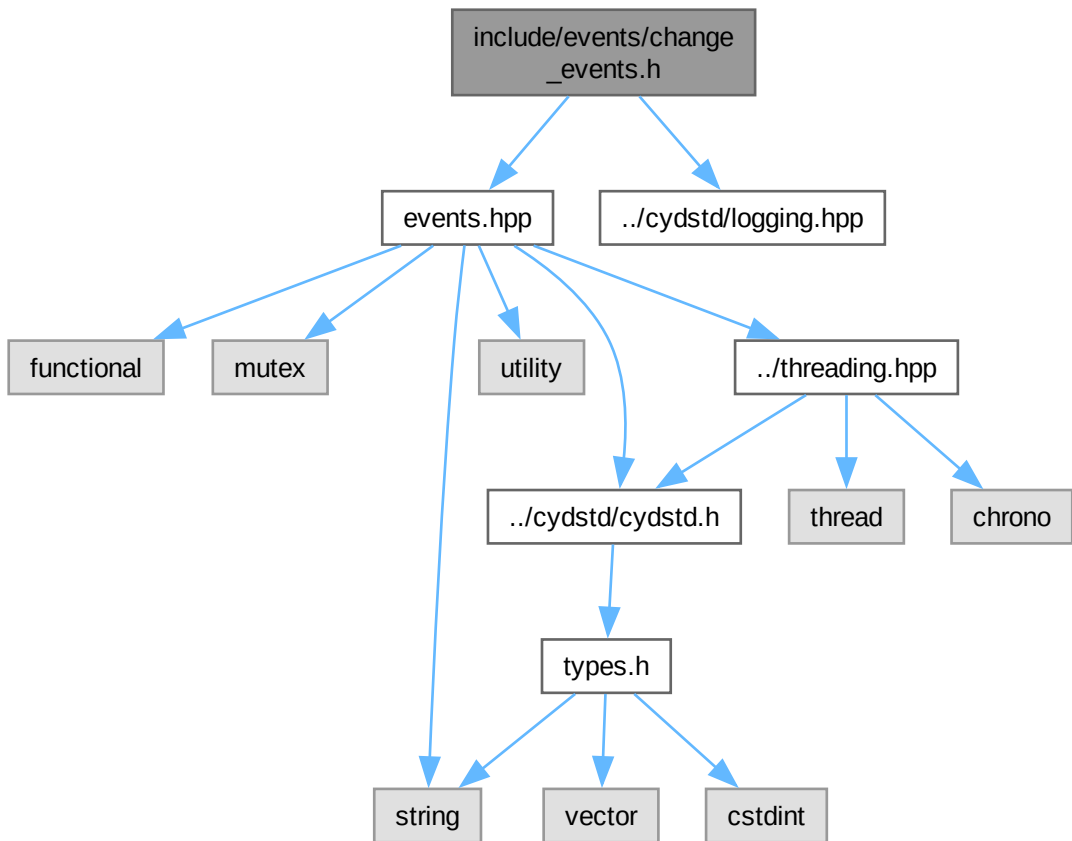 include/events/change
_events.h
events.hpp
../cydstd/logging.hpp
functional
mutex
utility
../threading.hpp
../cydstd/cydstd.h
thread
chrono
types.h
string
vector
cstdint